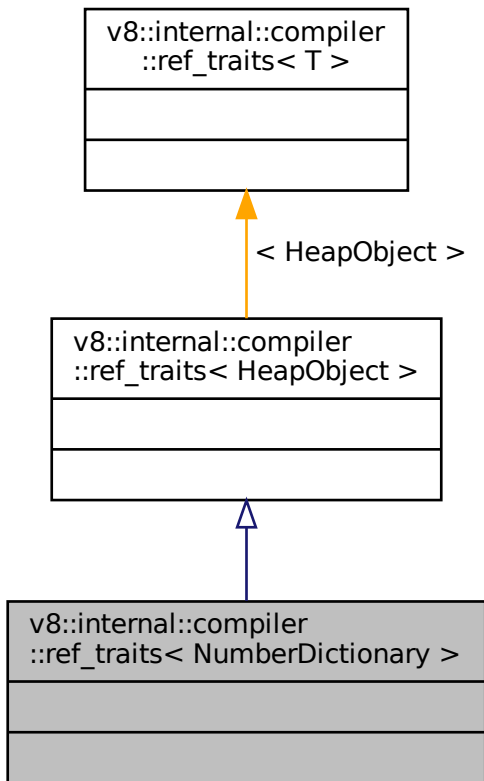 v8::internal::compiler
::ref_traits< T >
< HeapObject >
v8::internal::compiler
::ref_traits< HeapObject >
v8::internal::compiler
::ref_traits< NumberDictionary >